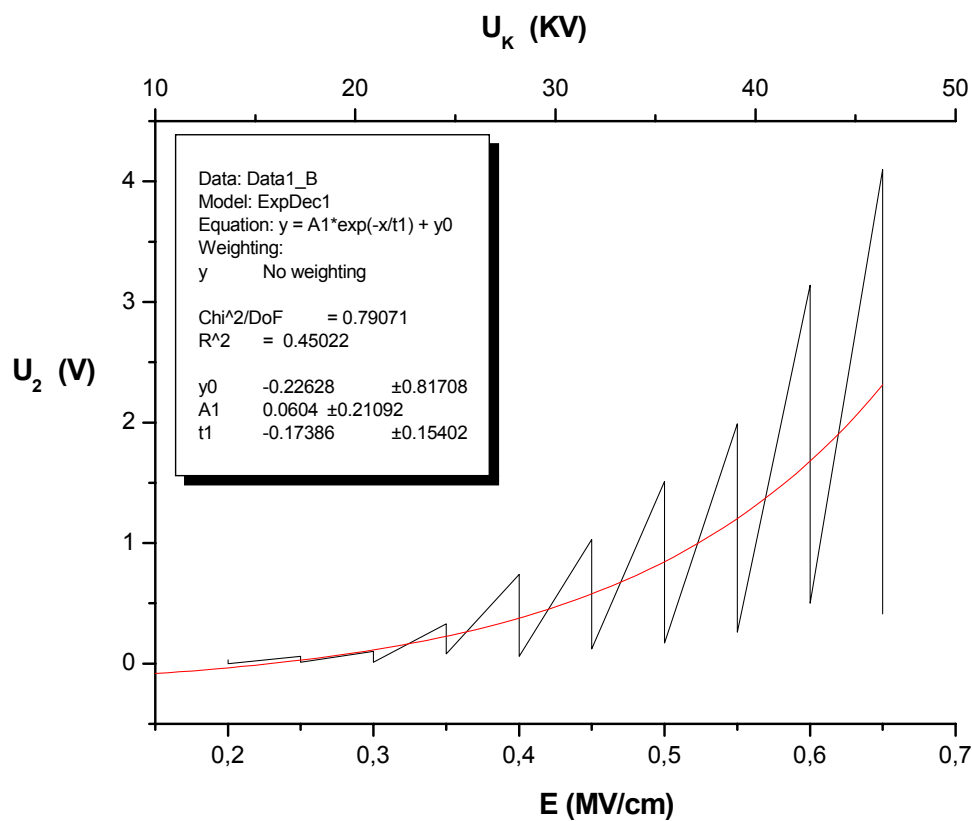 U_K (KV)
10 20 30 40 50
Data: Data1_B
Model: ExpDec1
Equation: y = A1*exp(-x/t1) + y0
Weighting:
y No weighting
Chi^2/DoF = 0.79071
R^2 = 0.45022
y0 -0.22628 ±0.81708
A1 0.0604 ±0.21092
t1 -0.17386 ±0.15402
4
3
U_2 (V)
2
1
0
0,2 0,3 0,4 0,5 0,6 0,7
E (MV/cm)